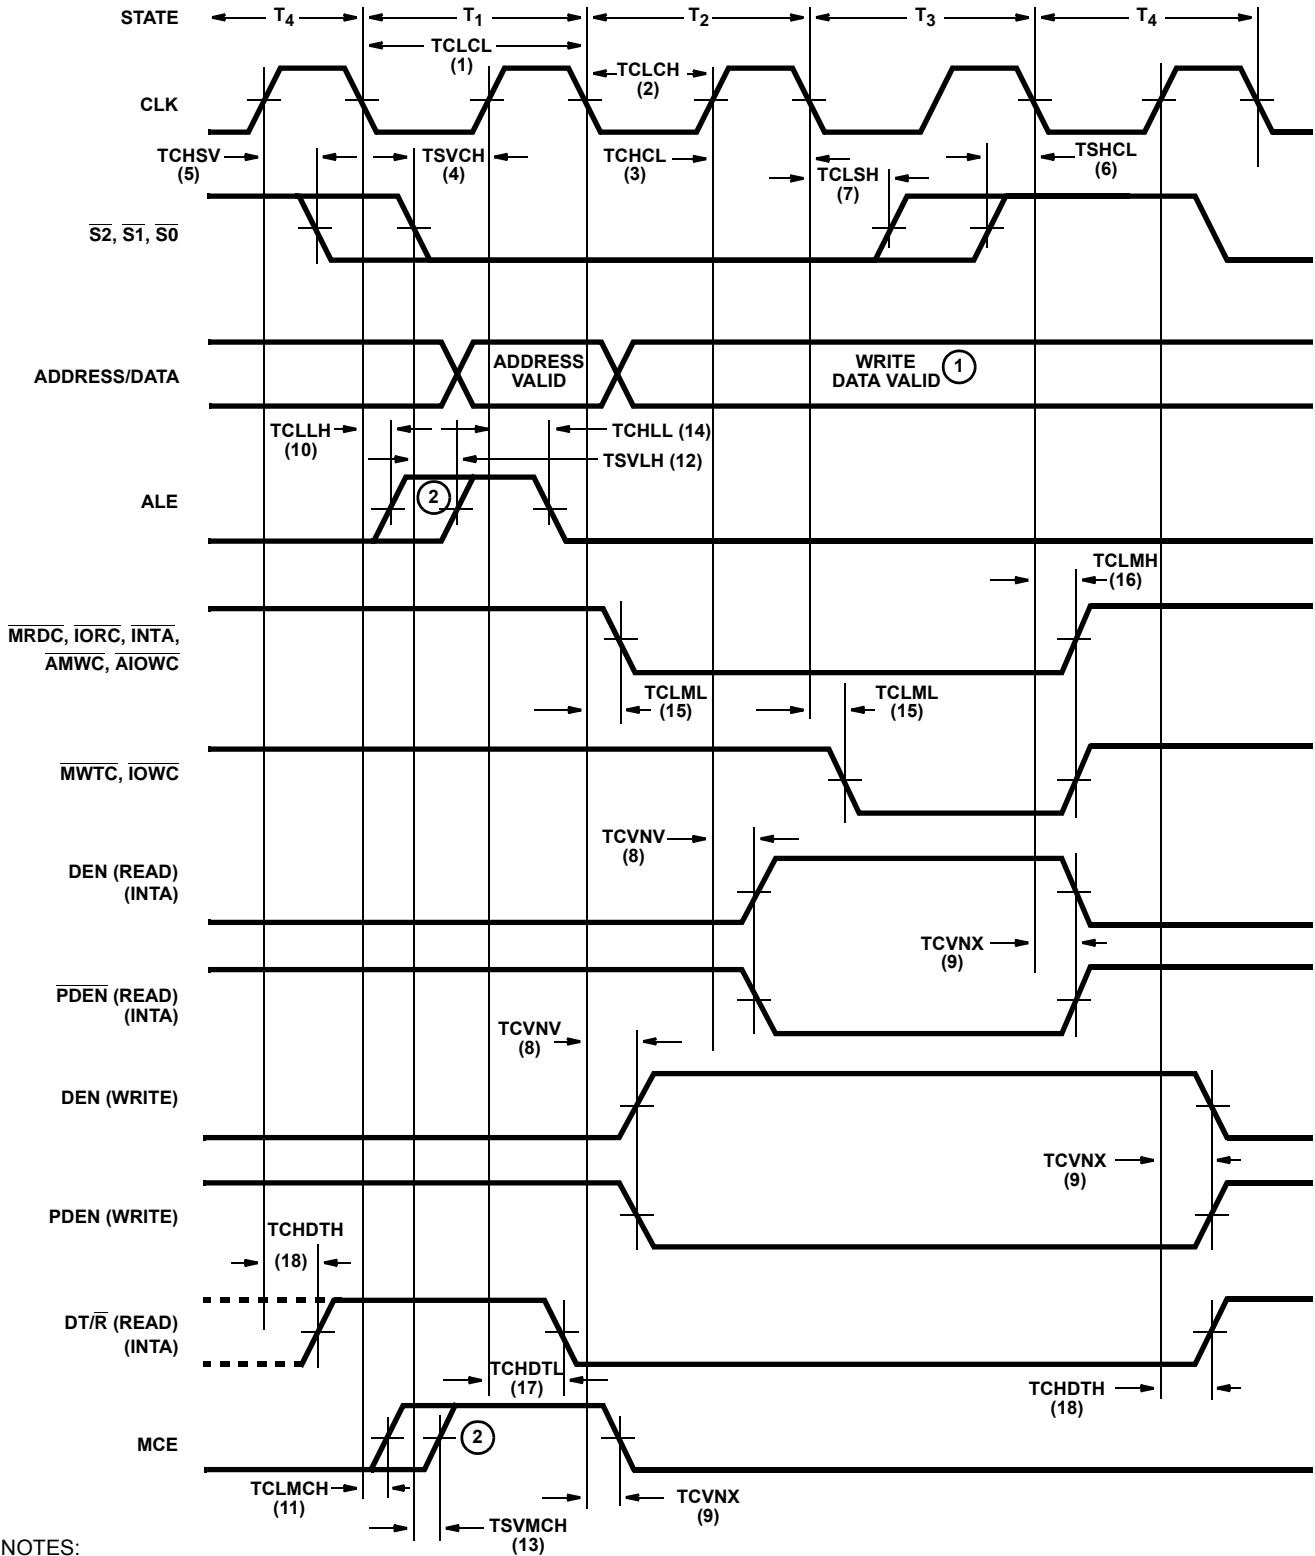 STATE T4 T1 T2 T3 T4
TCLCL
(1)
TCLCH
(2)
CLK
TCHSV
(5)
TSVCH
(4)
TCHCL
(3)
TCLSH
(7)
TSHCL
(6)
S2, S1, S0
ADDRESS/DATA
ADDRESS
VALID
WRITE
DATA VALID 1
TCLLH
(10)
TCHLL (14)
TSVLH (12)
ALE
2
TCLMH
(16)
MRDC, IORC, INTA,
AMWC, AIOWC
TCLML
(15)
TCLML
(15)
MWTC, IOWC
TCVNV
(8)
DEN (READ)
(INTA)
TCVNX
(9)
PDEN (READ)
(INTA)
TCVNV
(8)
DEN (WRITE)
TCVNX
(9)
PDEN (WRITE)
TCHDTH
(18)
DT/R (READ)
(INTA)
TCHDTL
(17)
TCHDTH
(18)
MCE
2
TCLMCH
(11)
TCVNX
(9)
TSVMCH
(13)
NOTES: